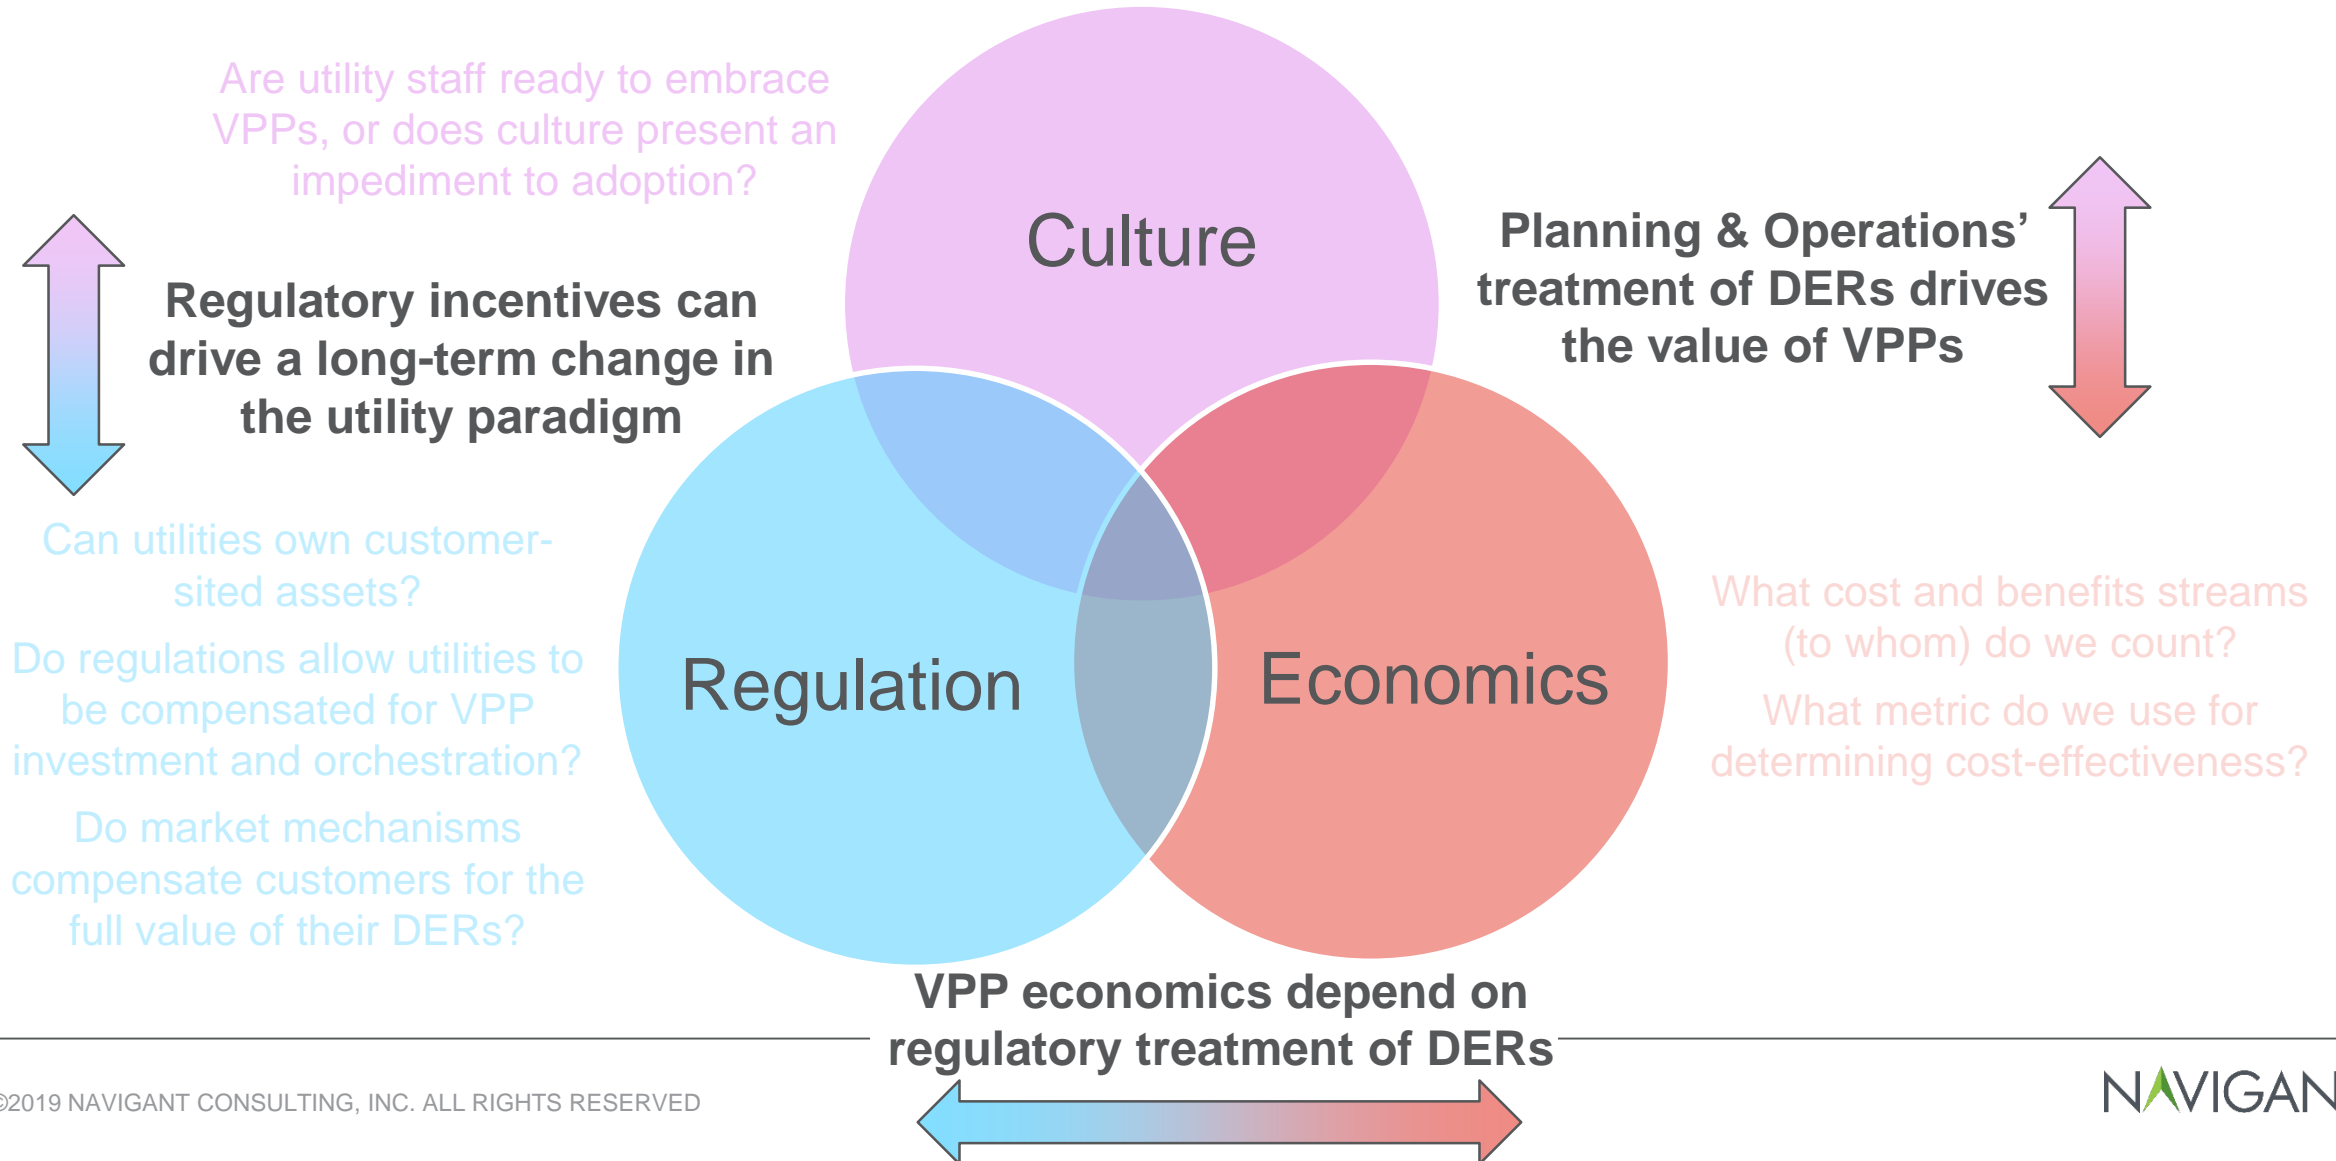 Are utility staff ready to embrace
VPPs, or does culture present an
impediment to adoption?
Culture
Planning & Operations’
treatment of DERs drives
the value of VPPs
Regulatory incentives can
drive a long-term change in
the utility paradigm
Can utilities own customer-
sited assets?
Do regulations allow utilities to
be compensated for VPP
investment and orchestration?
Do market mechanisms
compensate customers for the
full value of their DERs?
Regulation
Economics
What cost and benefits streams
(to whom) do we count?
What metric do we use for
determining cost-effectiveness?
VPP economics depend on
regulatory treatment of DERs
©2019 NAVIGANT CONSULTING, INC. ALL RIGHTS RESERVED
NAVIGAN